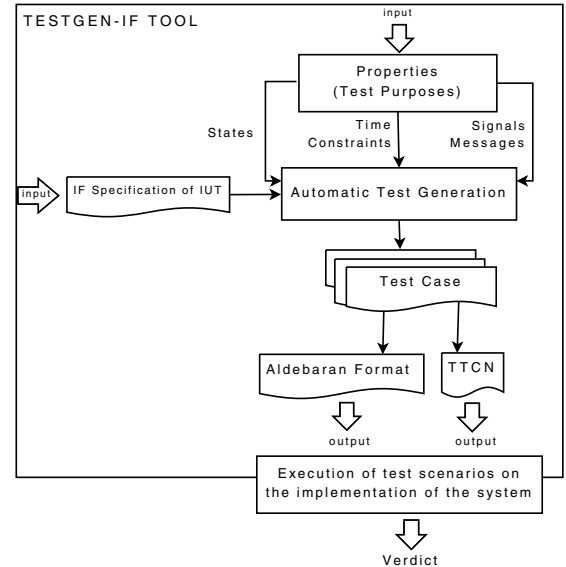 TESTGEN-IF TOOL
input
Properties
(Test Purposes)
States
Time
Constraints
Signals
Messages
input
IF Specification of IUT
Automatic Test Generation
Test Case
Aldebaran Format
TTCN
output
output
Execution of test scenarios on
the implementation of the system
Verdict